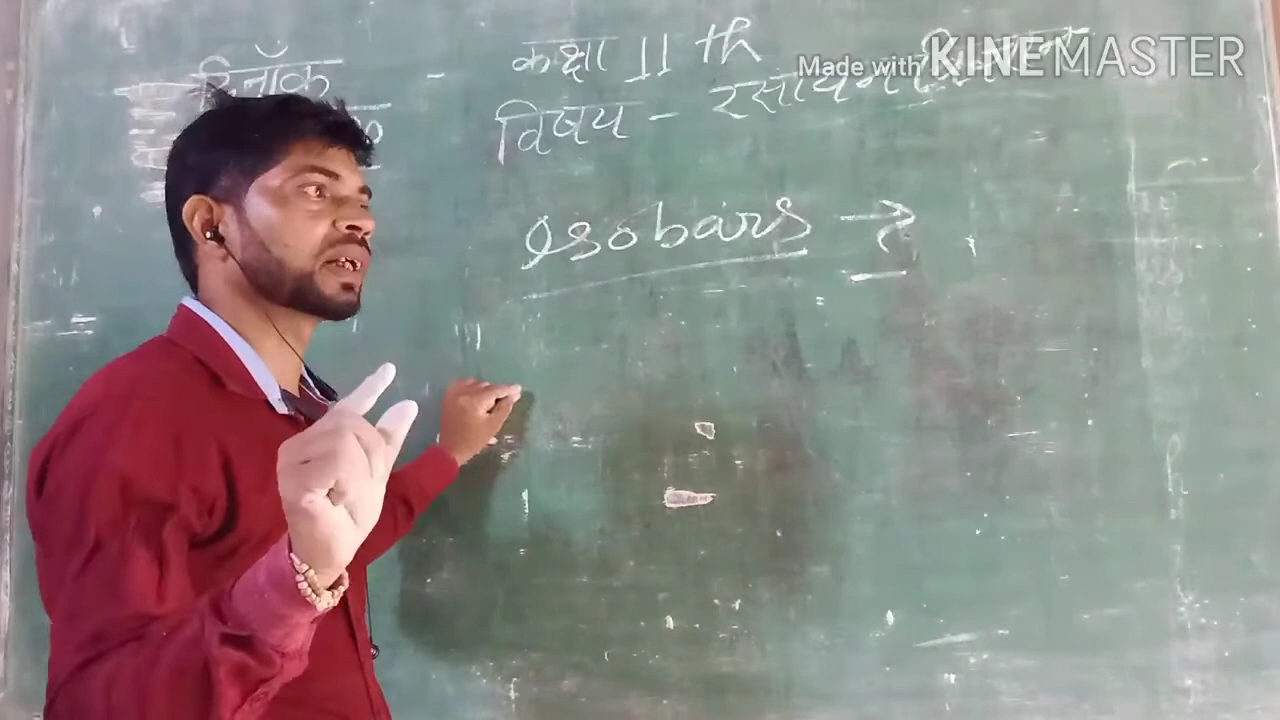 दिनाँक - कक्षा 11 th
विषय - रसायन विज्ञान
Made with KINEMASTER
isobars →